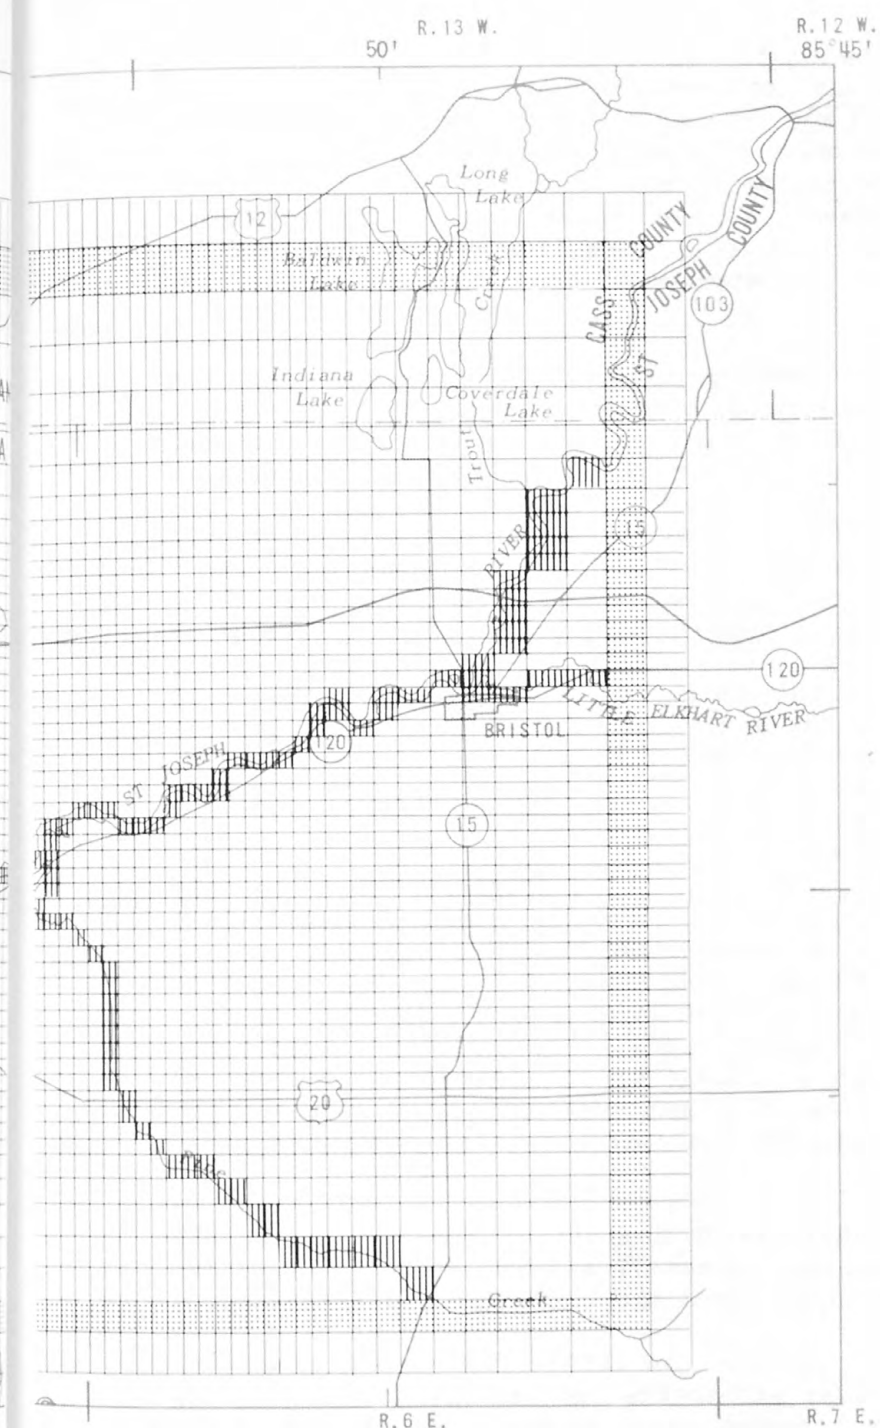 R.13 W.
R.12 W.
50'
85°45'
Long
Lake
12
COUNTY
COUNTY
Baldwin
Lake
Creek
JOSEPH
103
CASS
ST
Indiana
Lake
Coverdale
Lake
Trout
15
RIVER
120
LITTLE ELKHART RIVER
BRISTOL
120
ST JOSEPH
15
20
Pine
Creek
R.6 E.
R.7 E.